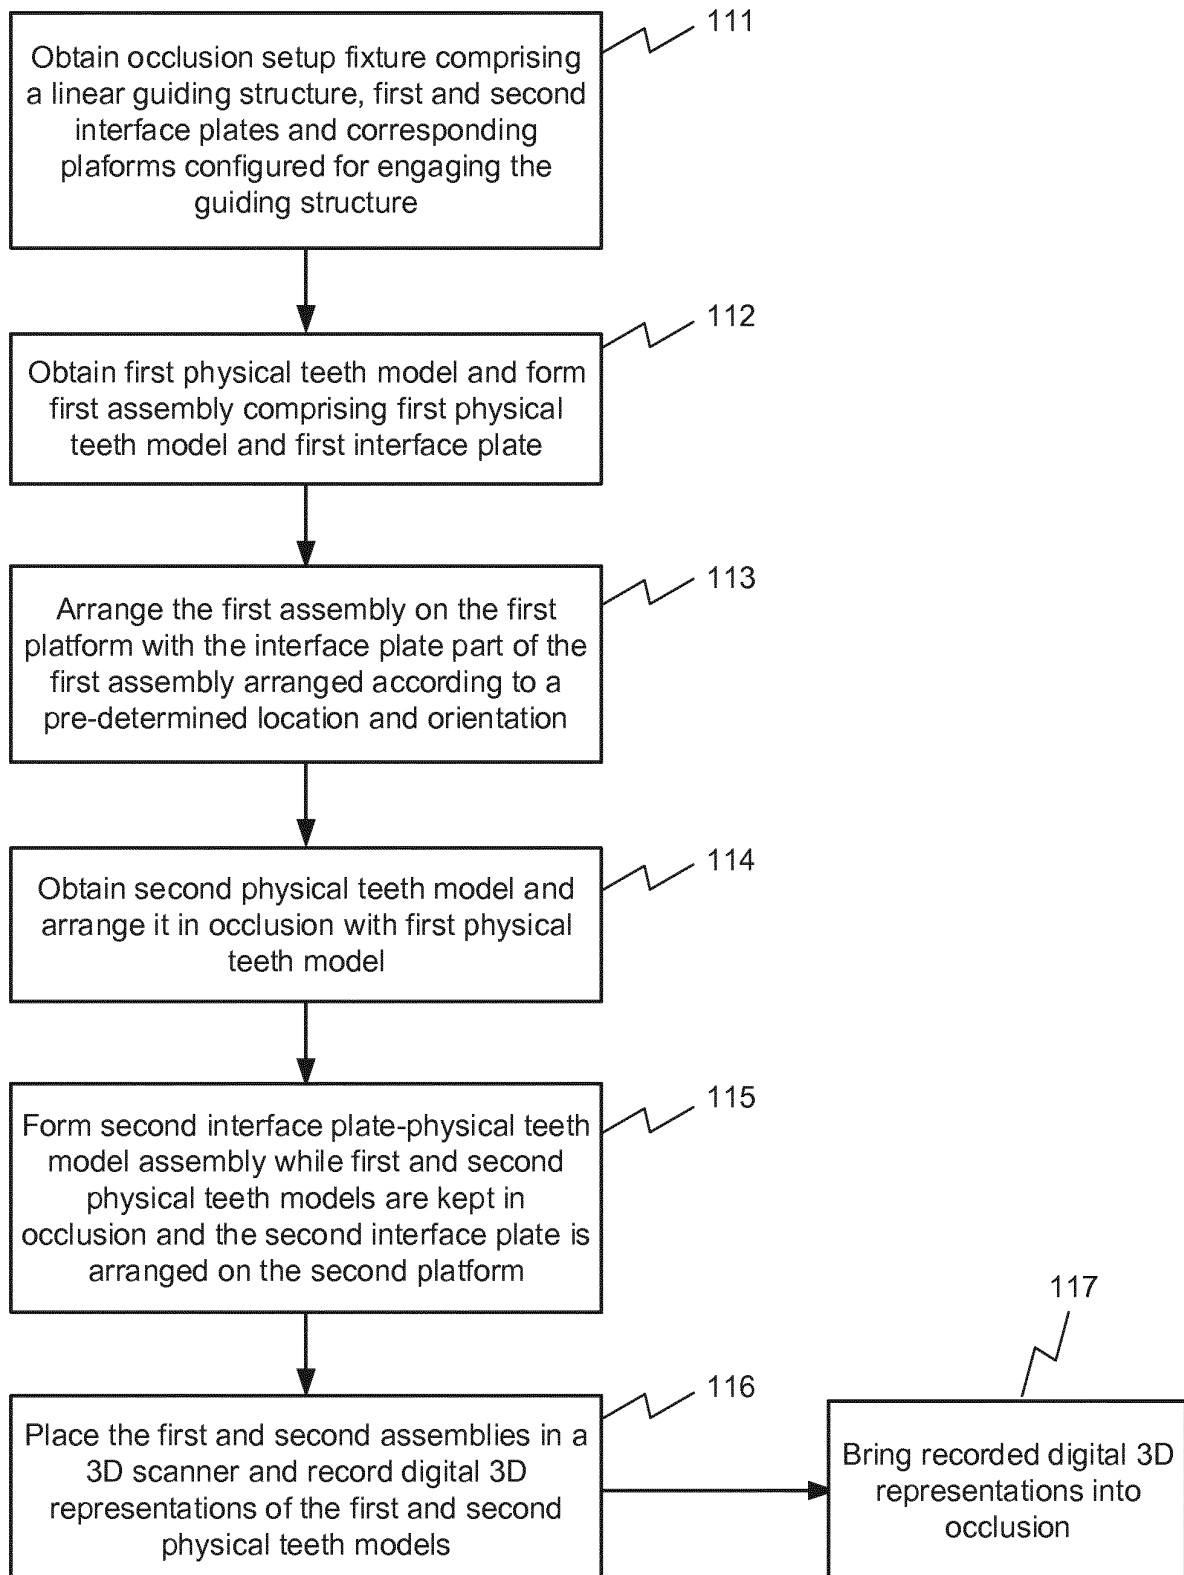 111
Obtain occlusion setup fixture comprising
a linear guiding structure, first and second
interface plates and corresponding
plaforms configured for engaging the
guiding structure
112
Obtain first physical teeth model and form
first assembly comprising first physical
teeth model and first interface plate
113
Arrange the first assembly on the first
platform with the interface plate part of the
first assembly arranged according to a
pre-determined location and orientation
114
Obtain second physical teeth model and
arrange it in occlusion with first physical
teeth model
115
Form second interface plate-physical teeth
model assembly while first and second
physical teeth models are kept in
occlusion and the second interface plate is
arranged on the second platform
116
Place the first and second assemblies in a
3D scanner and record digital 3D
representations of the first and second
physical teeth models
117
Bring recorded digital 3D
representations into
occlusion